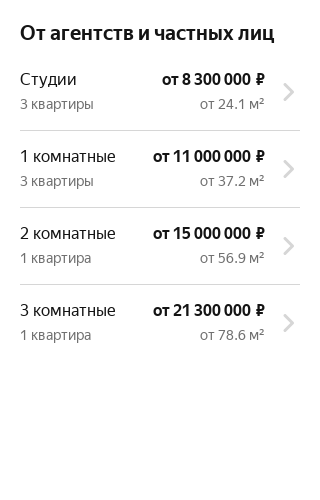 От агентств и частных лиц
Студии от 8 300 000 ₽
3 квартиры от 24.1 м²
1 комнатные от 11 000 000 ₽
3 квартиры от 37.2 м²
2 комнатные от 15 000 000 ₽
1 квартира от 56.9 м²
3 комнатные от 21 300 000 ₽
1 квартира от 78.6 м²